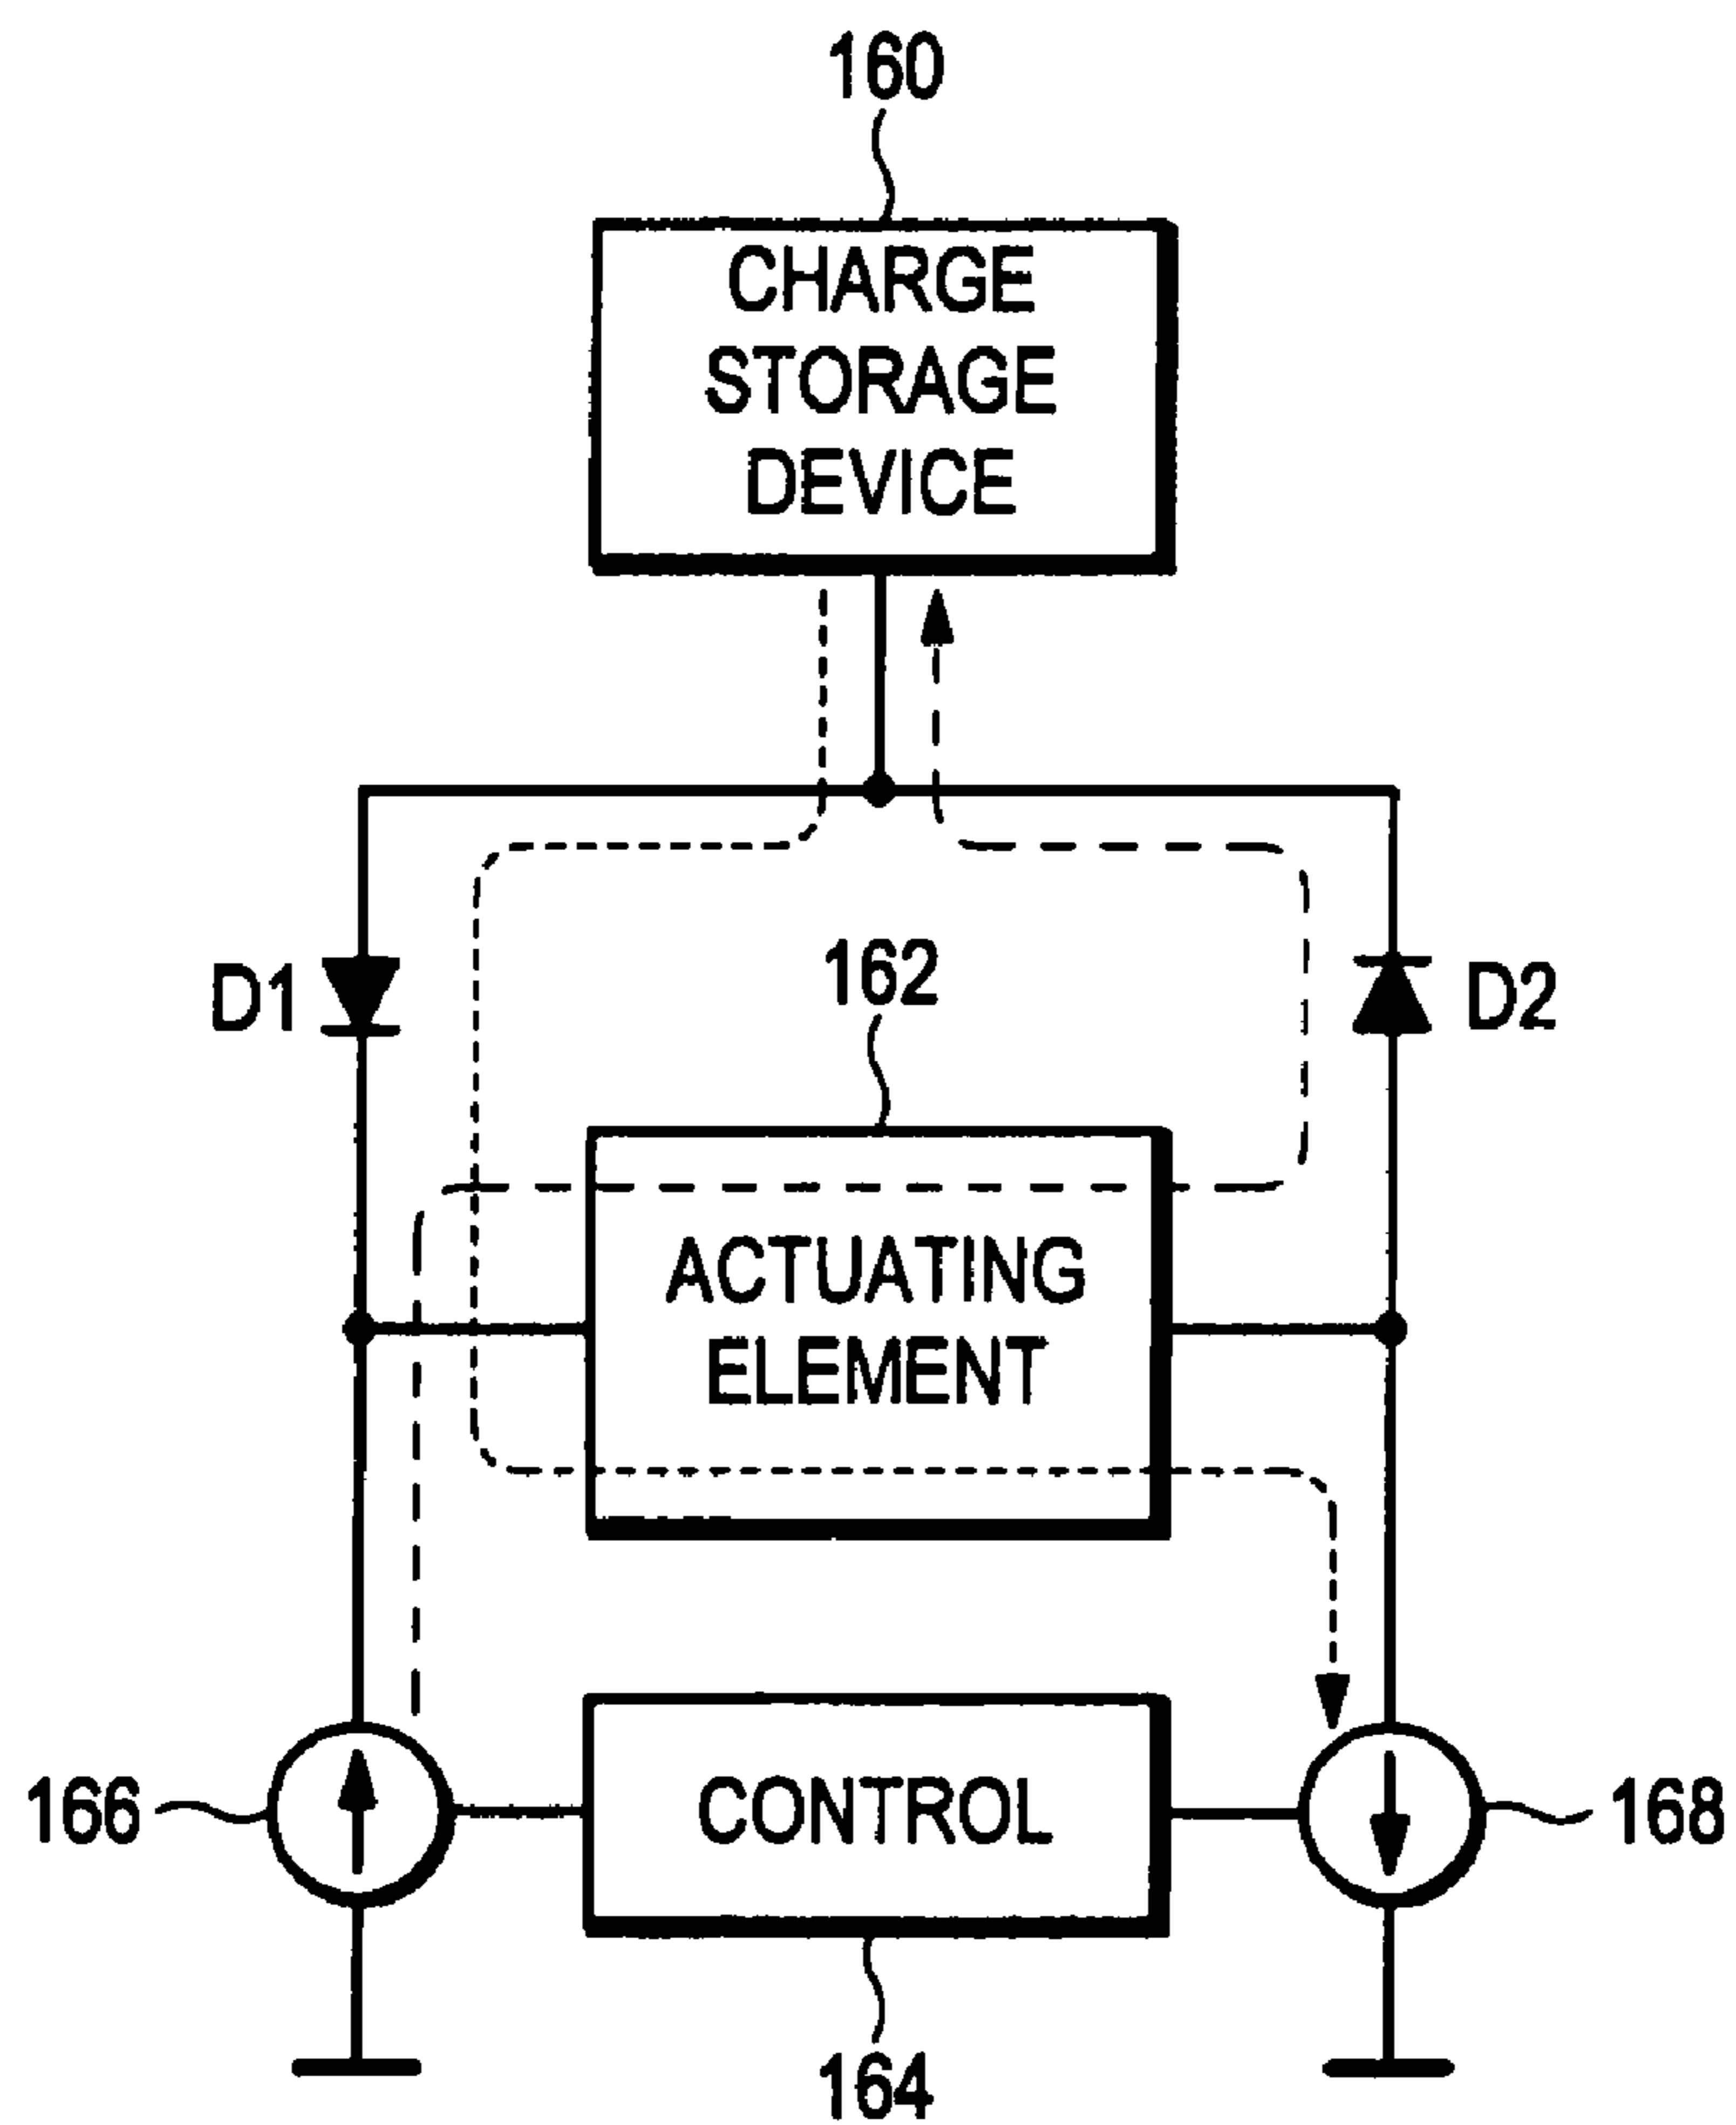 160
CHARGE
STORAGE
DEVICE
D1
162
D2
ACTUATING
ELEMENT
166
CONTROL
168
164